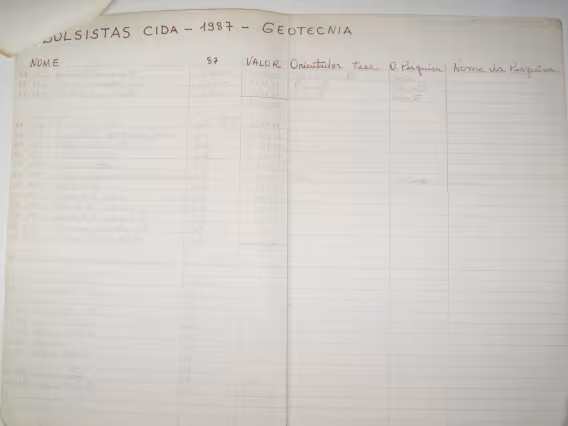 BOLSISTAS CIDA - 1987 - GEOTECNIA
NOME 87 VALOR Orientador tese O. Pesquisa Nome da Pesquisa